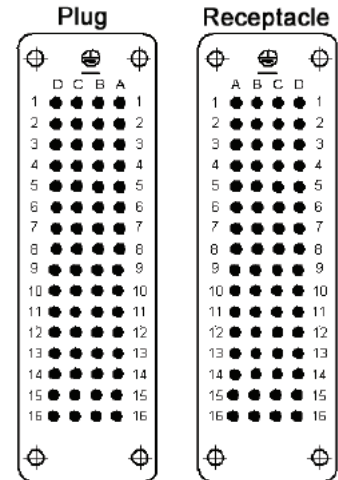 Plug Receptacle
D C B A A B C D
1 1 1 1
2 2 2 2
3 3 3 3
4 4 4 4
5 5 5 5
6 6 6 6
7 7 7 7
8 8 8 8
9 9 9 9
10 10 10 10
11 11 11 11
12 12 12 12
13 13 13 13
14 14 14 14
15 15 15 15
16 16 16 16